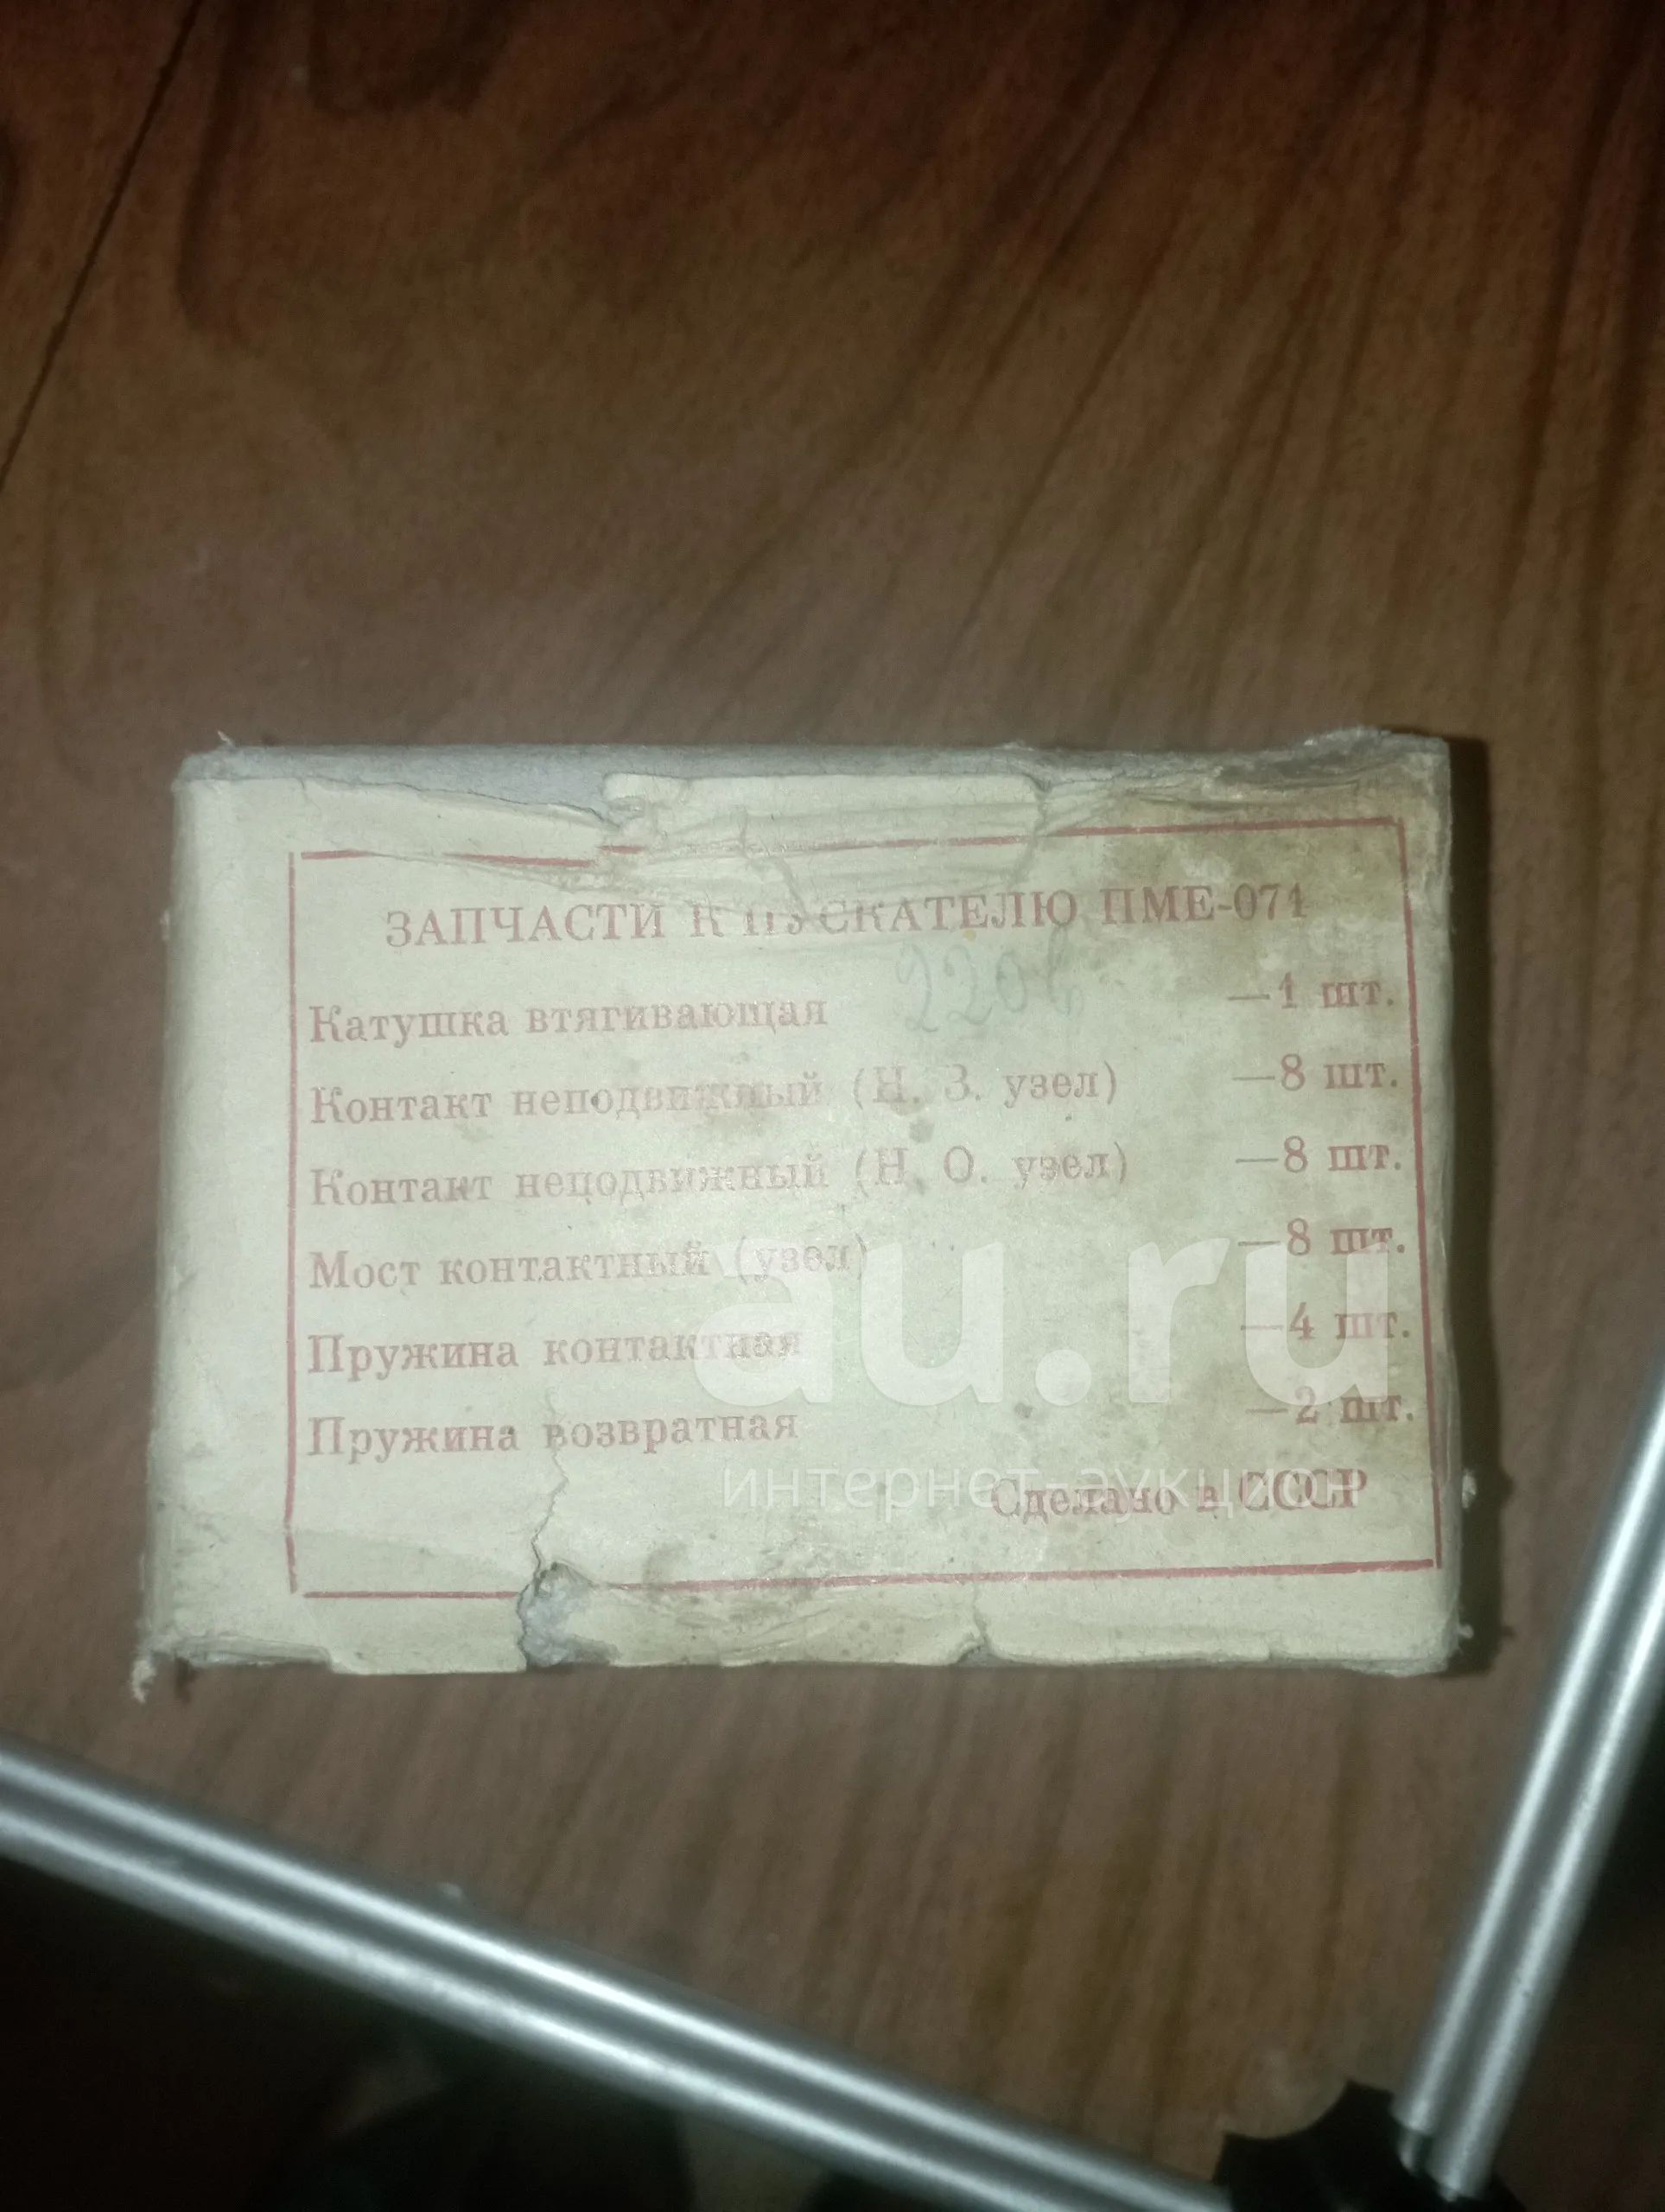 ЗАПЧАСТИ К ПУСКАТЕЛЮ ПМЕ-071
Катушка втягивающая 220в —1 шт.
Контакт неподвижный (Н. З. узел) —8 шт.
Контакт неподвижный (Н. О. узел) —8 шт.
Мост контактный (узел) —8 шт.
Пружина контактная —4 шт.
Пружина возвратная —2 шт.
Сделано в СССР
au.ru
интернет-аукцион